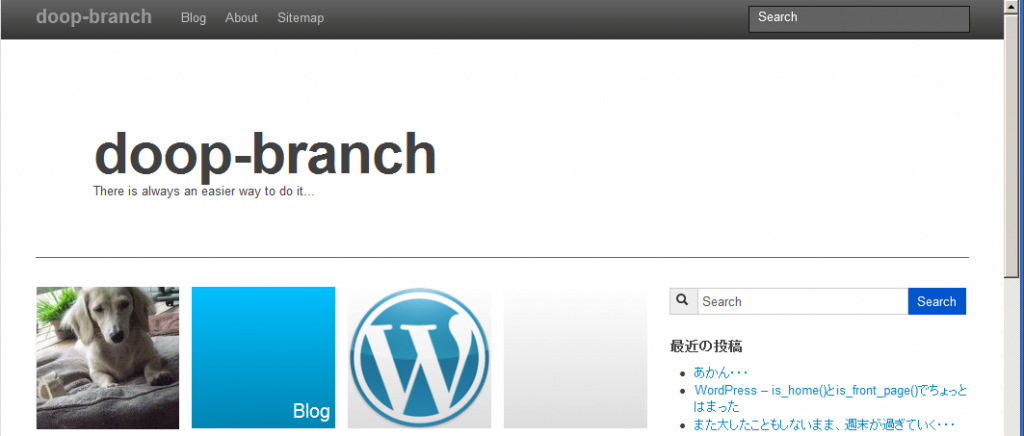 doop-branch Blog About Sitemap Search
doop-branch
There is always an easier way to do it...
Blog
Search Search
最近の投稿
あかん・・・
WordPress – is_home()とis_front_page()でちょっと
はまった
また大したこともしないまま、週末が過ぎていく・・・